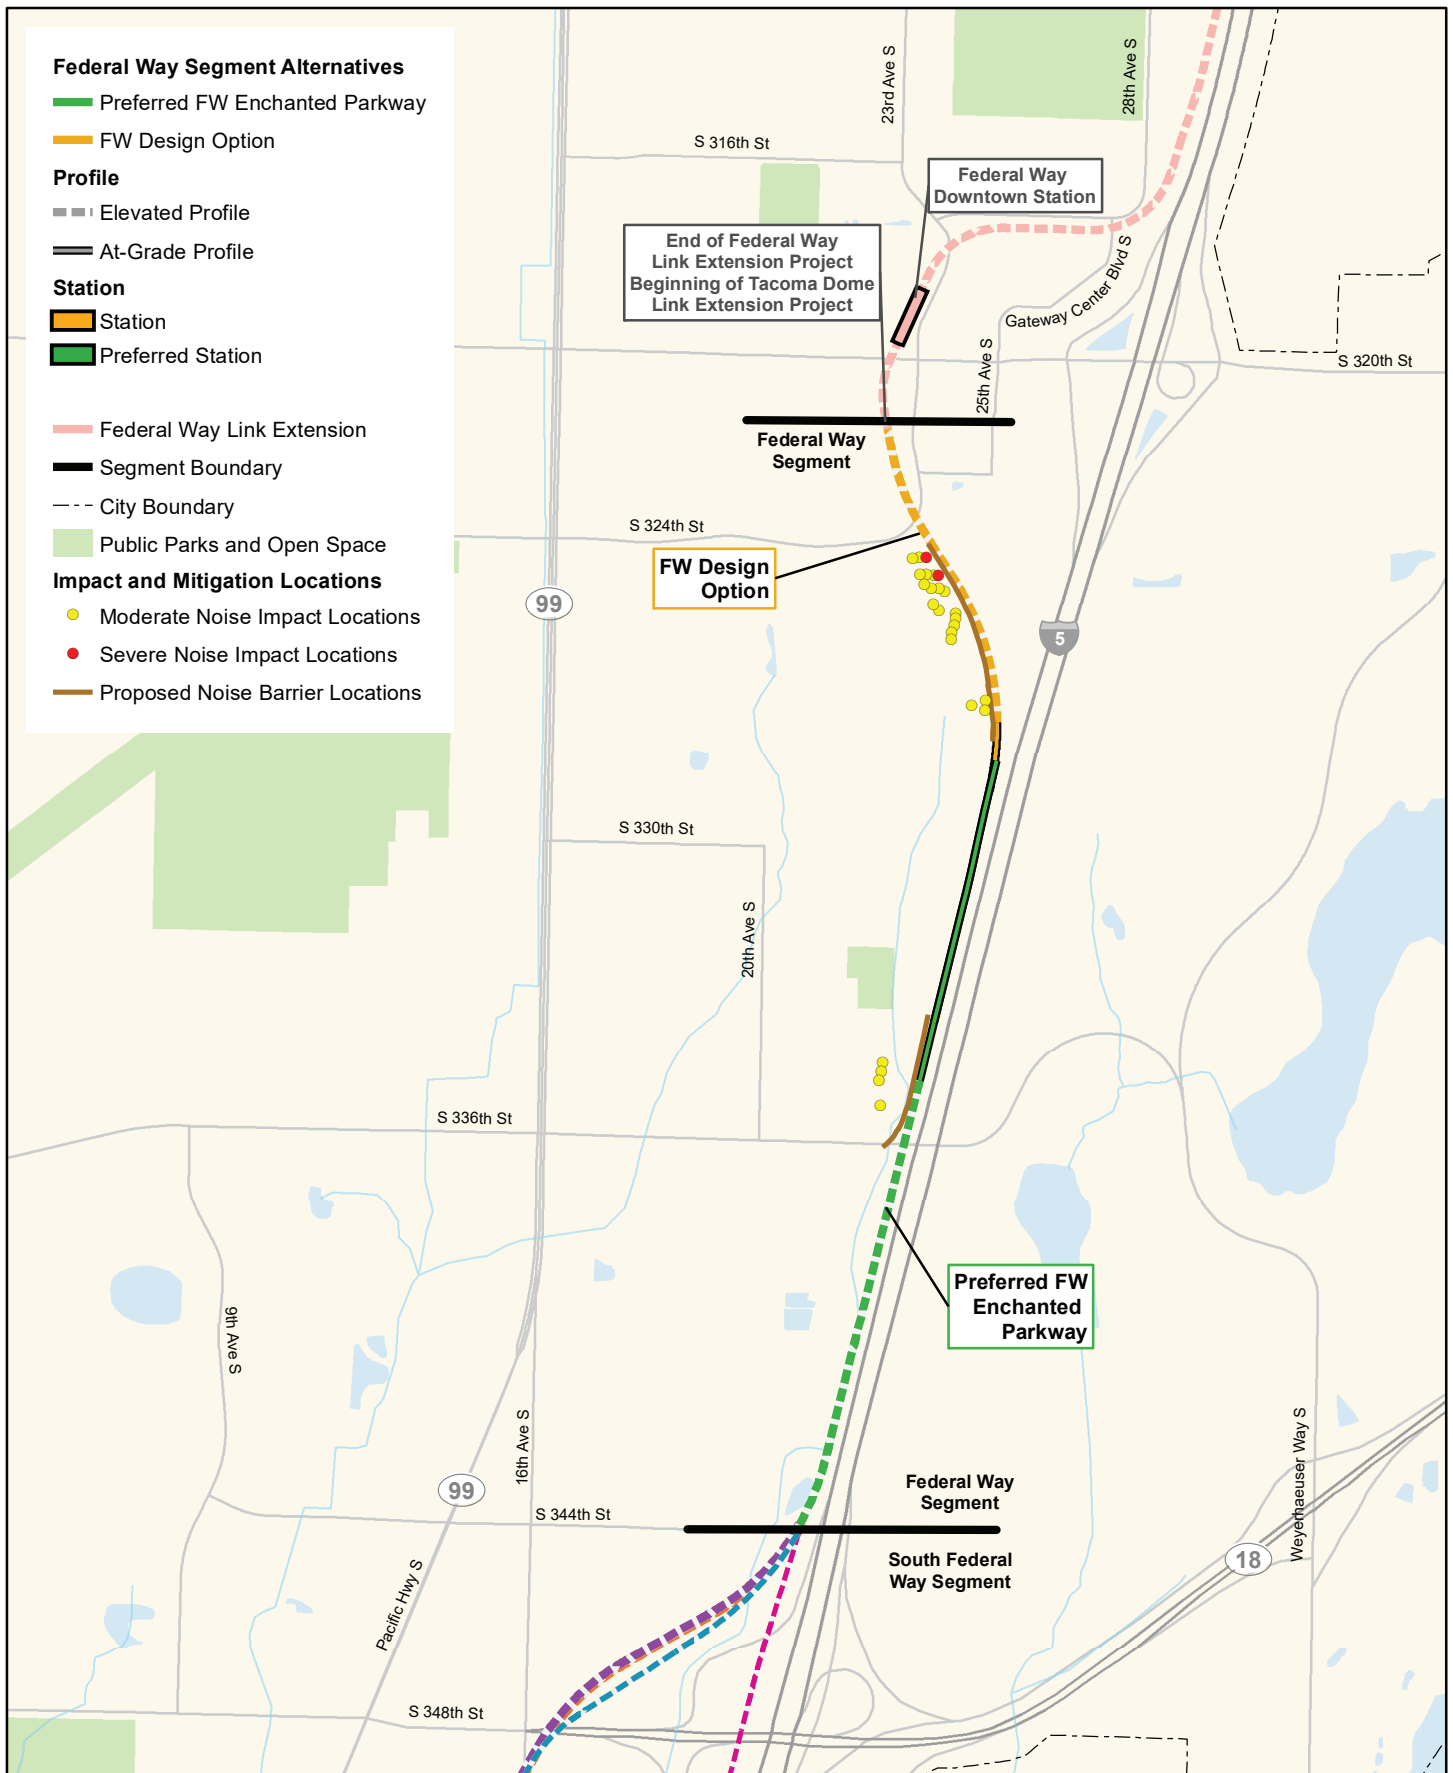 Federal Way Segment Alternatives
Preferred FW Enchanted Parkway
FW Design Option
Profile
Elevated Profile
At-Grade Profile
Station
Station
Preferred Station
Federal Way Link Extension
Segment Boundary
City Boundary
Public Parks and Open Space
Impact and Mitigation Locations
Moderate Noise Impact Locations
Severe Noise Impact Locations
Proposed Noise Barrier Locations
23rd Ave S
28th Ave S
S 316th St
Federal Way
Downtown Station
End of Federal Way
Link Extension Project
Beginning of Tacoma Dome
Link Extension Project
Gateway Center Blvd S
25th Ave S
S 320th St
Federal Way
Segment
S 324th St
FW Design
Option
99
5
S 330th St
20th Ave S
S 336th St
Preferred FW
Enchanted
Parkway
9th Ave S
16th Ave S
Weyerhaeuser Way S
99
Federal Way
Segment
S 344th St
South Federal
Way Segment
18
Pacific Hwy S
S 348th St